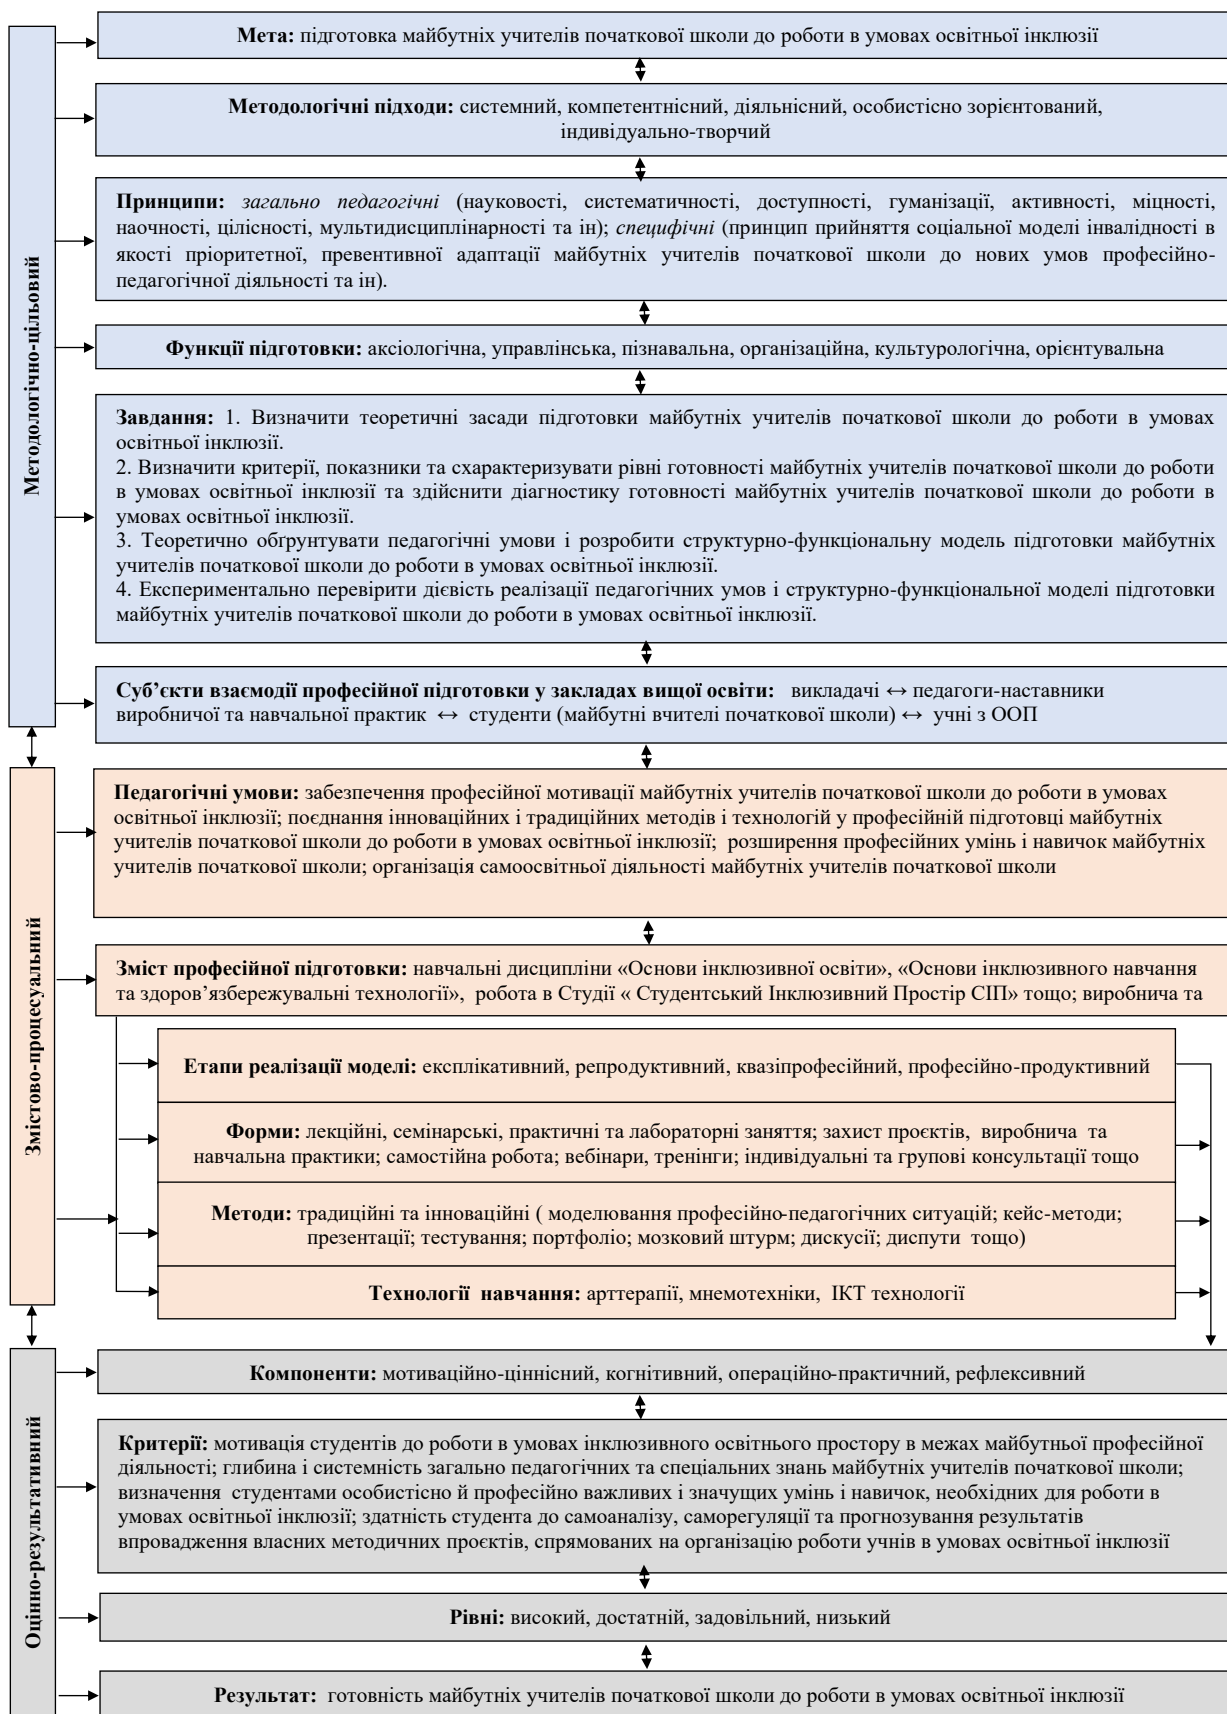 Методологічно-цільовий
Мета: підготовка майбутніх учителів початкової школи до роботи в умовах освітньої інклюзії
Методологічні підходи: системний, компетентнісний, діяльнісний, особистісно зорієнтований,
індивідуально-творчий
Принципи: загально педагогічні (науковості, систематичності, доступності, гуманізації, активності, міцності,
наочності, цілісності, мультидисциплінарності та ін); специфічні (принцип прийняття соціальної моделі інвалідності в
якості пріоритетної, превентивної адаптації майбутніх учителів початкової школи до нових умов професійно-
педагогічної діяльності та ін).
Функції підготовки: аксіологічна, управлінська, пізнавальна, організаційна, культурологічна, орієнтувальна
Завдання: 1. Визначити теоретичні засади підготовки майбутніх учителів початкової школи до роботи в умовах
освітньої інклюзії.
2. Визначити критерії, показники та схарактеризувати рівні готовності майбутніх учителів початкової школи до роботи
в умовах освітньої інклюзії та здійснити діагностику готовності майбутніх учителів початкової школи до роботи в
умовах освітньої інклюзії.
3. Теоретично обґрунтувати педагогічні умови і розробити структурно-функціональну модель підготовки майбутніх
учителів початкової школи до роботи в умовах освітньої інклюзії.
4. Експериментально перевірити дієвість реалізації педагогічних умов і структурно-функціональної моделі підготовки
майбутніх учителів початкової школи до роботи в умовах освітньої інклюзії.
Суб’єкти взаємодії професійної підготовки у закладах вищої освіти: викладачі ↔ педагоги-наставники
виробничої та навчальної практик ↔ студенти (майбутні вчителі початкової школи) ↔ учні з ООП
Змістово-процесуальний
Педагогічні умови: забезпечення професійної мотивації майбутніх учителів початкової школи до роботи в умовах
освітньої інклюзії; поєднання інноваційних і традиційних методів і технологій у професійній підготовці майбутніх
учителів початкової школи до роботи в умовах освітньої інклюзії; розширення професійних умінь і навичок майбутніх
учителів початкової школи; організація самоосвітньої діяльності майбутніх учителів початкової школи
Зміст професійної підготовки: навчальні дисципліни «Основи інклюзивної освіти», «Основи інклюзивного навчання
та здоров’язбережувальні технології», робота в Студії « Студентський Інклюзивний Простір СІП» тощо; виробнича та
Етапи реалізації моделі: експлікативний, репродуктивний, квазіпрофесійний, професійно-продуктивний
Форми: лекційні, семінарські, практичні та лабораторні заняття; захист проєктів, виробнича та
навчальна практики; самостійна робота; вебінари, тренінги; індивідуальні та групові консультації тощо
Методи: традиційні та інноваційні ( моделювання професійно-педагогічних ситуацій; кейс-методи;
презентації; тестування; портфоліо; мозковий штурм; дискусії; диспути тощо)
Технології навчання: арттерапії, мнемотехніки, ІКТ технології
Оцінно-результативний
Компоненти: мотиваційно-ціннісний, когнітивний, операційно-практичний, рефлексивний
Критерії: мотивація студентів до роботи в умовах інклюзивного освітнього простору в межах майбутньої професійної
діяльності; глибина і системність загально педагогічних та спеціальних знань майбутніх учителів початкової школи;
визначення студентами особистісно й професійно важливих і значущих умінь і навичок, необхідних для роботи в
умовах освітньої інклюзії; здатність студента до самоаналізу, саморегуляції та прогнозування результатів
впровадження власних методичних проєктів, спрямованих на організацію роботи учнів в умовах освітньої інклюзії
Рівні: високий, достатній, задовільний, низький
Результат: готовність майбутніх учителів початкової школи до роботи в умовах освітньої інклюзії